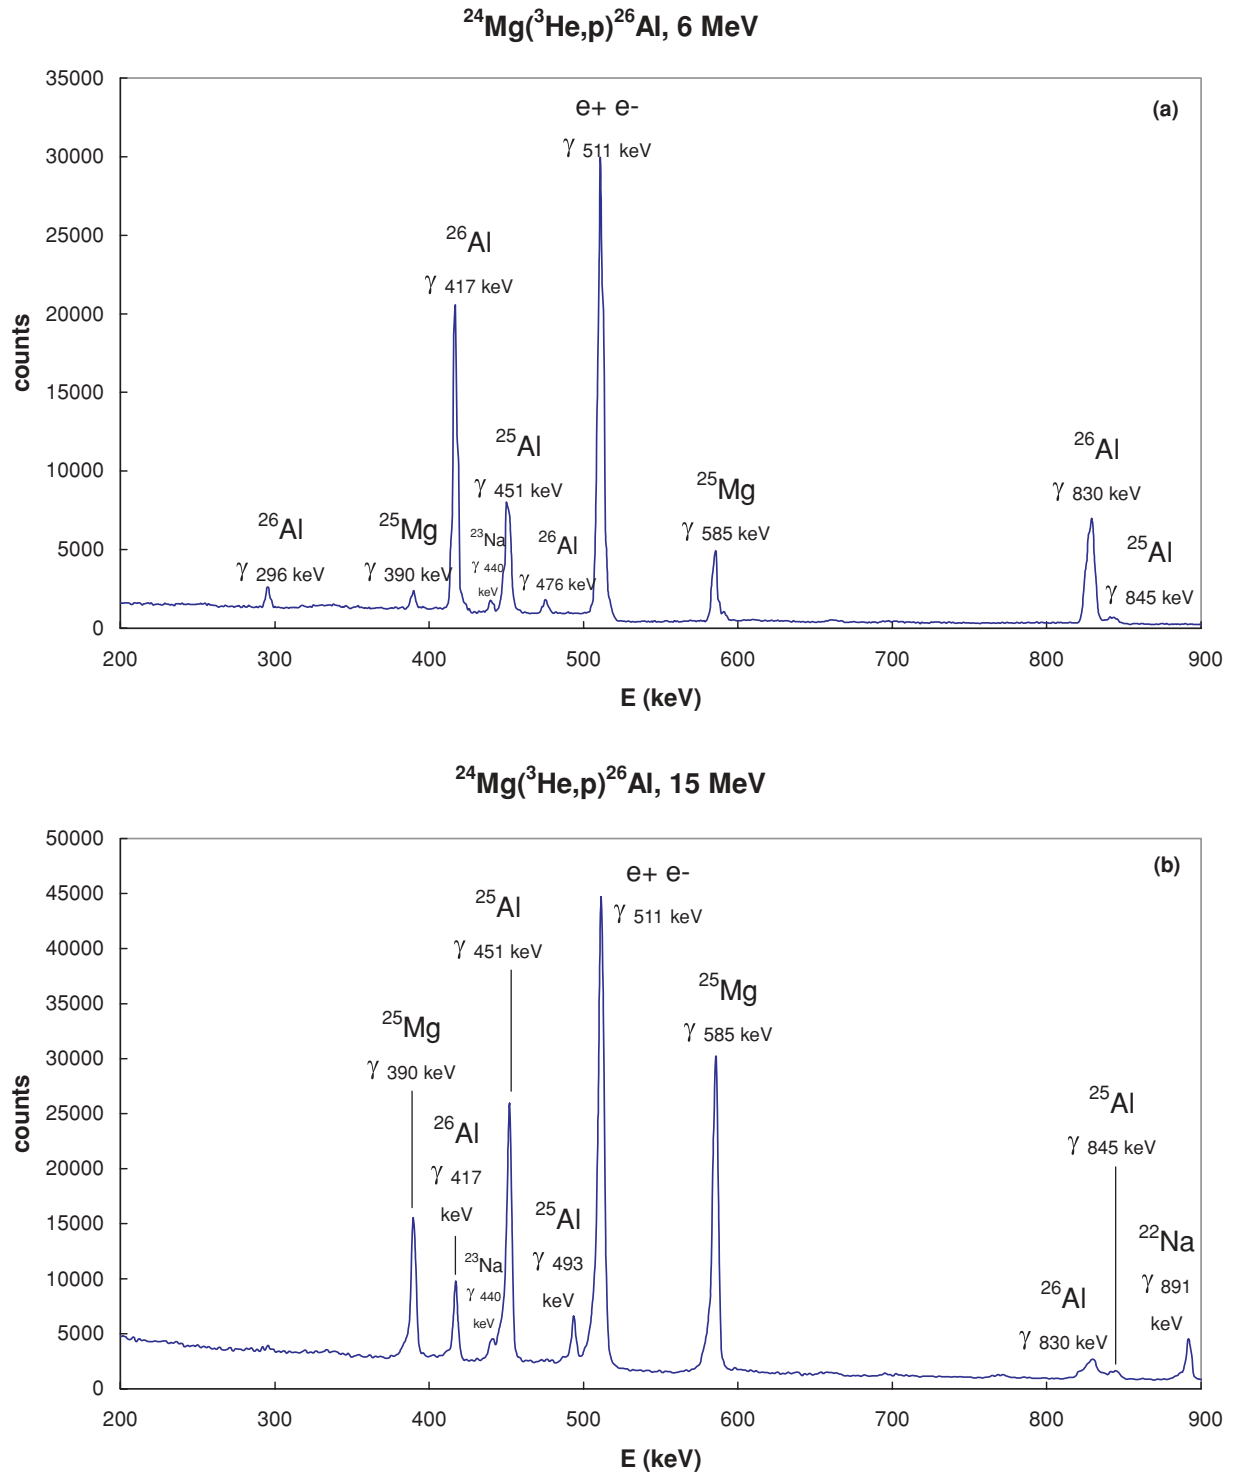 ²⁴Mg(³He,p)²⁶Al, 6 MeV
(a)
counts
35000
30000
25000
20000
15000
10000
5000
0
e+ e-
γ 511 keV
²⁶Al
γ 417 keV
²⁵Al
γ 451 keV
²⁶Al
γ 296 keV
²⁵Mg
γ 390 keV
²³Na
γ 440
keV
²⁶Al
γ 476 keV
²⁵Mg
γ 585 keV
²⁶Al
γ 830 keV
²⁵Al
γ 845 keV
200 300 400 500 600 700 800 900
E (keV)
²⁴Mg(³He,p)²⁶Al, 15 MeV
(b)
counts
50000
45000
40000
35000
30000
25000
20000
15000
10000
5000
0
e+ e-
γ 511 keV
²⁵Al
γ 451 keV
²⁵Mg
γ 390 keV
²⁶Al
γ 417
keV
²³Na
γ 440
keV
²⁵Al
γ 493
keV
²⁵Mg
γ 585 keV
²⁵Al
γ 845 keV
²⁶Al
γ 830 keV
²²Na
γ 891
keV
200 300 400 500 600 700 800 900
E (keV)